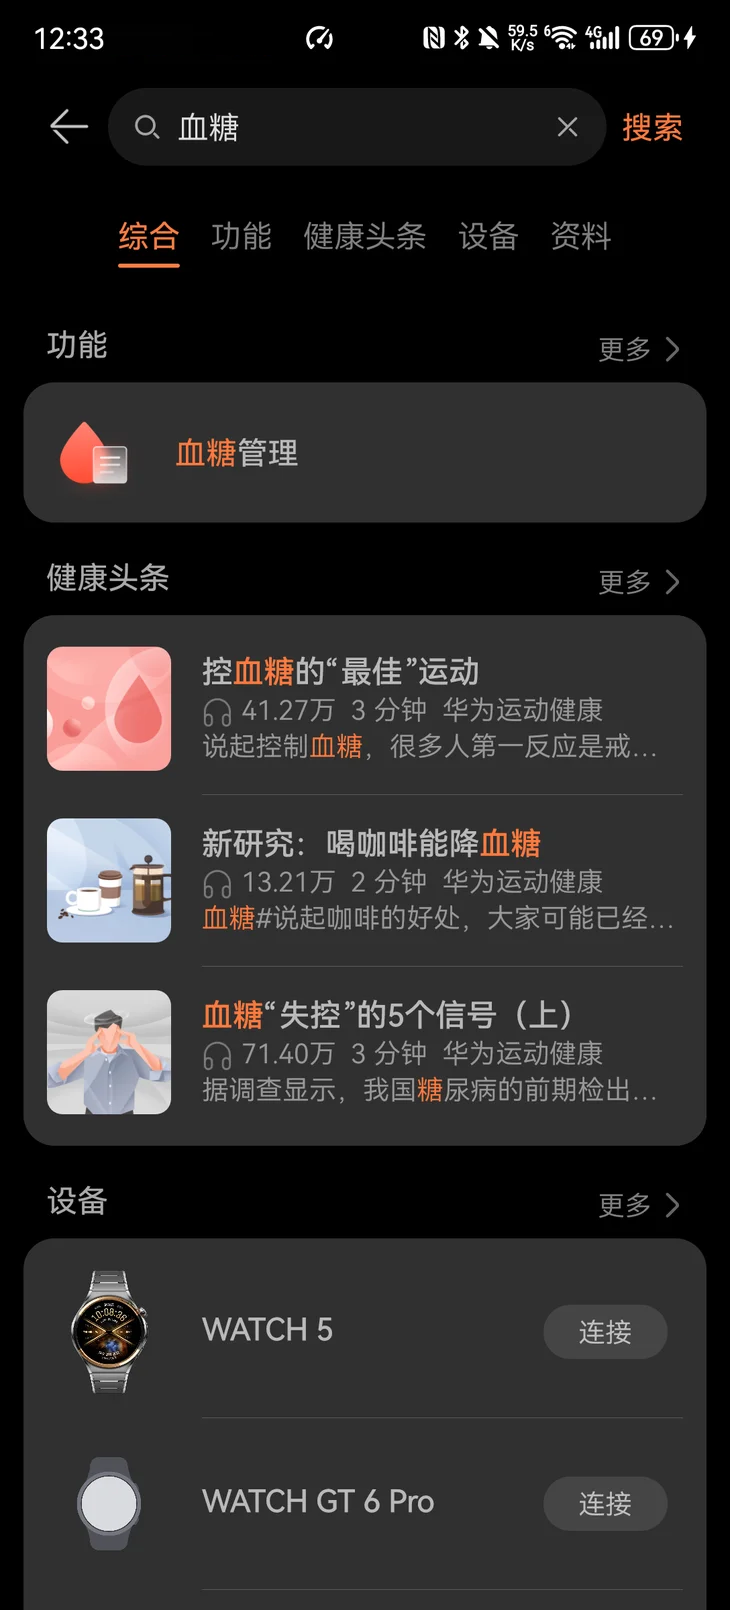 12:33
59.5 K/s 6 4G 69
血糖
搜索
综合 功能 健康头条 设备 资料
功能
更多
血糖管理
健康头条
更多
控血糖的“最佳”运动
41.27万 3 分钟 华为运动健康
说起控制血糖，很多人第一反应是戒...
新研究：喝咖啡能降血糖
13.21万 2 分钟 华为运动健康
血糖#说起咖啡的好处，大家可能已经...
血糖“失控”的5个信号（上）
71.40万 3 分钟 华为运动健康
据调查显示，我国糖尿病的前期检出...
设备
更多
10:08:36
WATCH 5
连接
WATCH GT 6 Pro
连接